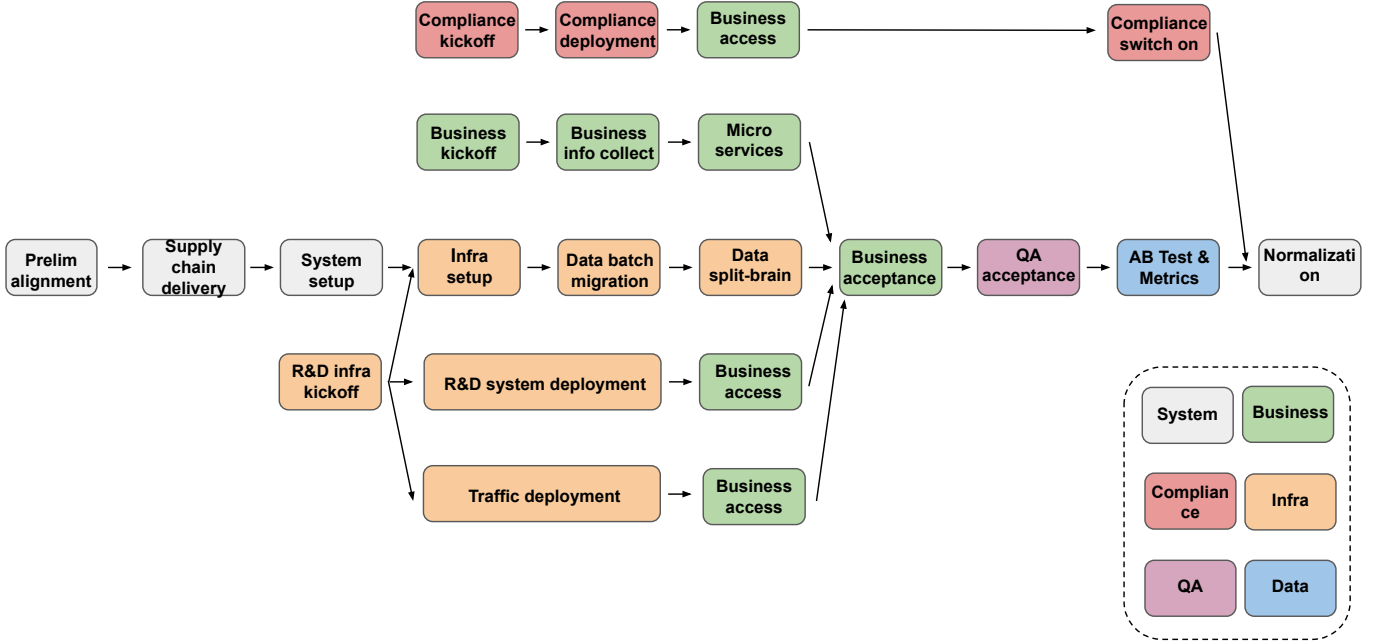 Compliance
kickoff
Compliance
deployment
Business
access
Compliance
switch on
Business
kickoff
Business
info collect
Micro
services
Prelim
alignment
Supply
chain
delivery
System
setup
Infra
setup
Data batch
migration
Data
split-brain
Business
acceptance
QA
acceptance
AB Test &
Metrics
Normalizati
on
R&D infra
kickoff
R&D system deployment
Business
access
Traffic deployment
Business
access
System
Business
Complian
ce
Infra
QA
Data